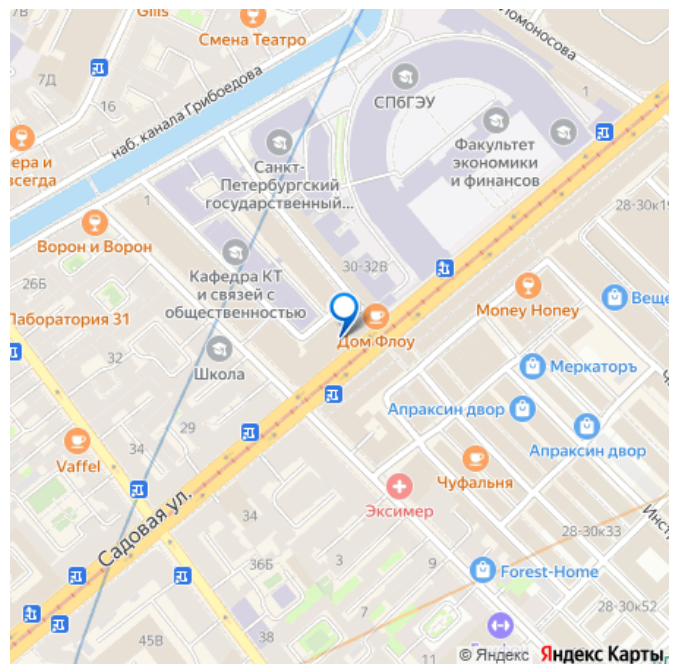 Gills
Смена Театро
Ломоносова
7Д
16
наб. канала Грибоедова
СПбГЭУ
1
Факультет
экономики
и финансов
Санкт-
Петербургский
государственный...
ера и
всегда
1
Ворон и Ворон
28-30к19
30-32В
26Б
Кафедра КТ
и связей с
общественностью
Money Honey
Веще
Лаборатория 31
Дом Флоу
32
Школа
Меркаторъ
Апраксин двор
29
34
Апраксин двор
Vaffel
Чуфальня
Эксимер
Садовая ул.
34
28-30к33
Инстр
36Б
3
9
Forest-Home
28-30к52
7
38
45В
© Яндекс Яндекс Карты